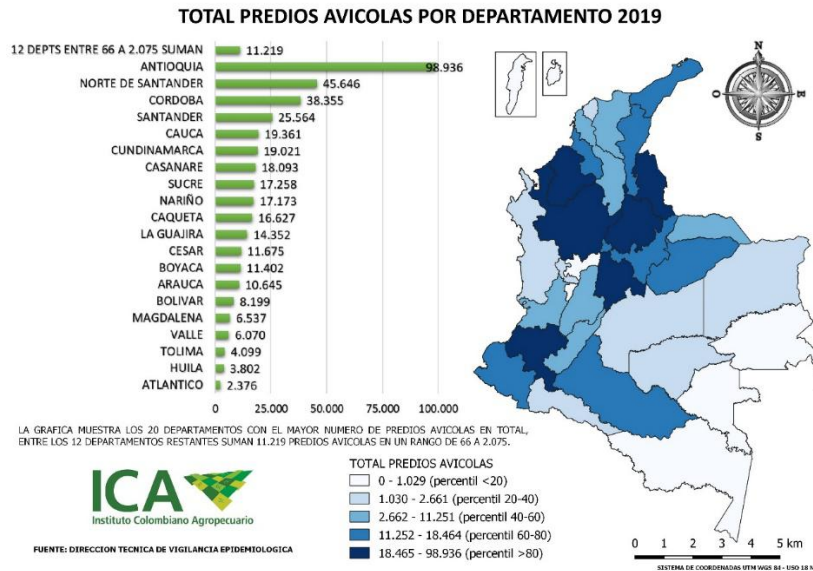 TOTAL PREDIOS AVICOLAS POR DEPARTAMENTO 2019
12 DEPTS ENTRE 66 A 2.075 SUMAN 11.219
ANTIOQUIA 98.936
NORTE DE SANTANDER 45.646
CORDOBA 38.355
SANTANDER 25.564
CAUCA 19.361
CUNDINAMARCA 19.021
CASANARE 18.093
SUCRE 17.258
NARIÑO 17.173
CAQUETA 16.627
LA GUAJIRA 14.352
CESAR 11.675
BOYACA 11.402
ARAUCA 10.645
BOLIVAR 8.199
MAGDALENA 6.537
VALLE 6.070
TOLIMA 4.099
HUILA 3.802
ATLANTICO 2.376
0 25.000 50.000 75.000 100.000
N
O E
S
LA GRAFICA MUESTRA LOS 20 DEPARTAMENTOS CON EL MAYOR NUMERO DE PREDIOS AVICOLAS EN TOTAL,
ENTRE LOS 12 DEPARTAMENTOS RESTANTES SUMAN 11.219 PREDIOS AVICOLAS EN UN RANGO DE 66 A 2.075.
ICA
Instituto Colombiano Agropecuario
FUENTE: DIRECCION TECNICA DE VIGILANCIA EPIDEMIOLOGICA
TOTAL PREDIOS AVICOLAS
0 - 1.029 (percentil <20)
1.030 - 2.661 (percentil 20-40)
2.662 - 11.251 (percentil 40-60)
11.252 - 18.464 (percentil 60-80)
18.465 - 98.936 (percentil >80)
0 1 2 3 4 5 km
SISTEMA DE COORDENADAS UTM WGS 84 - USO 18 N